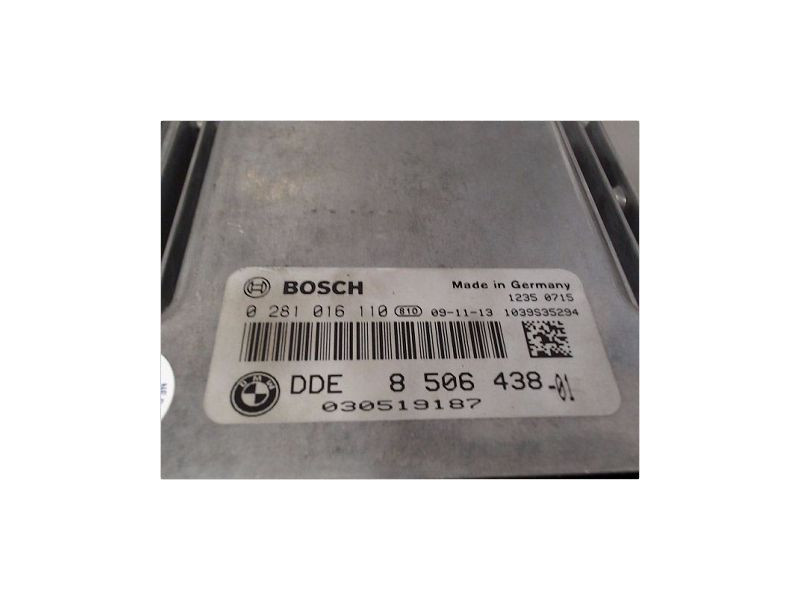 BOSCH
Made in Germany
1235 0715
0 281 016 110 810 09-11-13 1039S35294
BMW
DDE 8 506 438-01
030519187